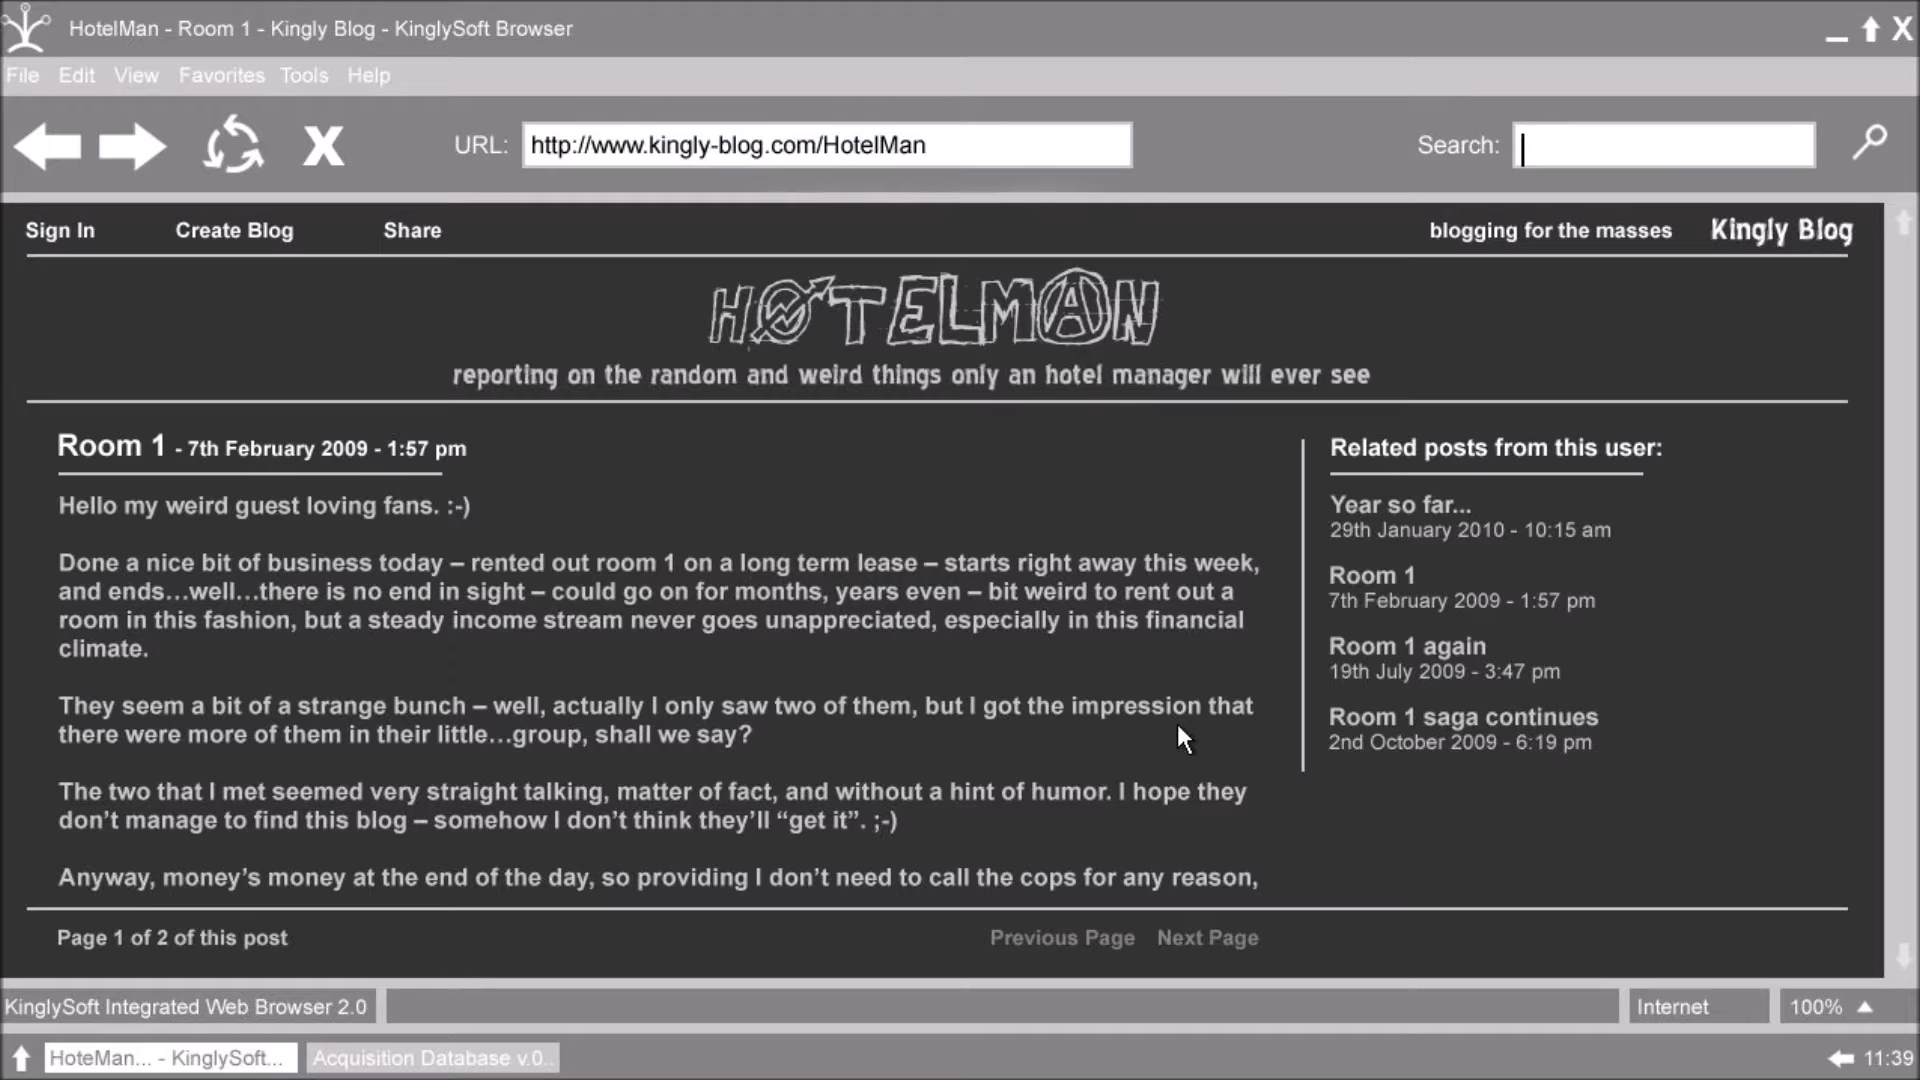 HotelMan - Room 1 - Kingly Blog - KinglySoft Browser
X
File Edit View Favorites Tools Help
X
URL: http://www.kingly-blog.com/HotelMan
Search:
Sign In Create Blog Share
blogging for the masses Kingly Blog
HOTELMAN
reporting on the random and weird things only an hotel manager will ever see
Room 1 - 7th February 2009 - 1:57 pm
Hello my weird guest loving fans. :-)
Done a nice bit of business today – rented out room 1 on a long term lease – starts right away this week,
and ends...well...there is no end in sight – could go on for months, years even – bit weird to rent out a
room in this fashion, but a steady income stream never goes unappreciated, especially in this financial
climate.
They seem a bit of a strange bunch – well, actually I only saw two of them, but I got the impression that
there were more of them in their little...group, shall we say?
The two that I met seemed very straight talking, matter of fact, and without a hint of humor. I hope they
don't manage to find this blog – somehow I don't think they'll “get it”. ;-)
Anyway, money's money at the end of the day, so providing I don't need to call the cops for any reason,
Related posts from this user:
Year so far...
29th January 2010 - 10:15 am
Room 1
7th February 2009 - 1:57 pm
Room 1 again
19th July 2009 - 3:47 pm
Room 1 saga continues
2nd October 2009 - 6:19 pm
Page 1 of 2 of this post
Previous Page Next Page
KinglySoft Integrated Web Browser 2.0
Internet
100%
HoteMan... - KinglySoft...
Acquisition Database v.0..
11:39